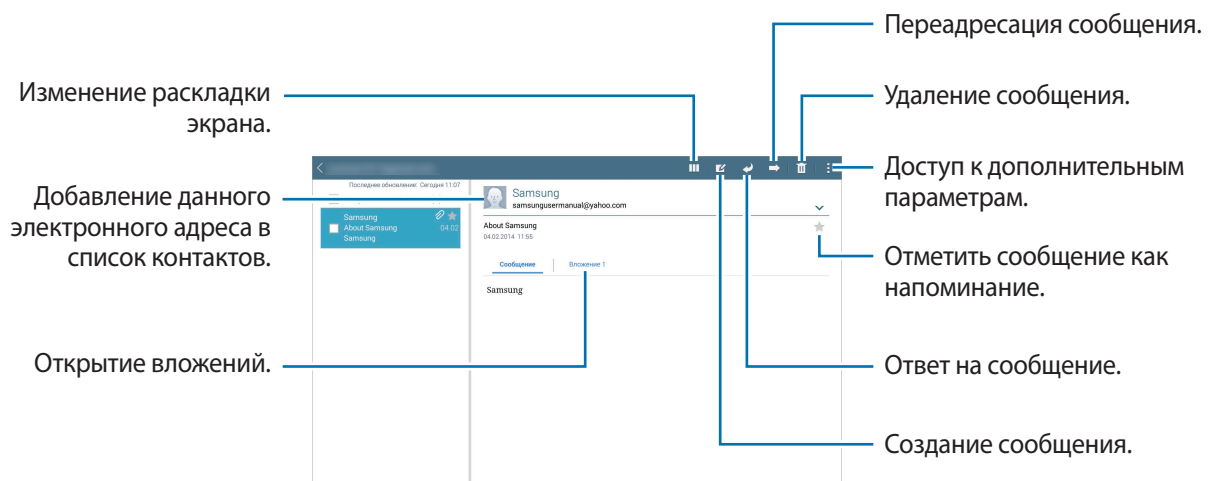 Переадресация сообщения.
Изменение раскладки
экрана.
Удаление сообщения.
Доступ к дополнительным
параметрам.
Добавление данного
электронного адреса в
список контактов.
Последнее обновление: Сегодня 11:07
Samsung
About Samsung 04.02
Samsung
Samsung
samsungusermanual@yahoo.com
About Samsung
04.02.2014 11:55
Сообщение Вложение 1
Samsung
Отметить сообщение как
напоминание.
Открытие вложений.
Ответ на сообщение.
Создание сообщения.